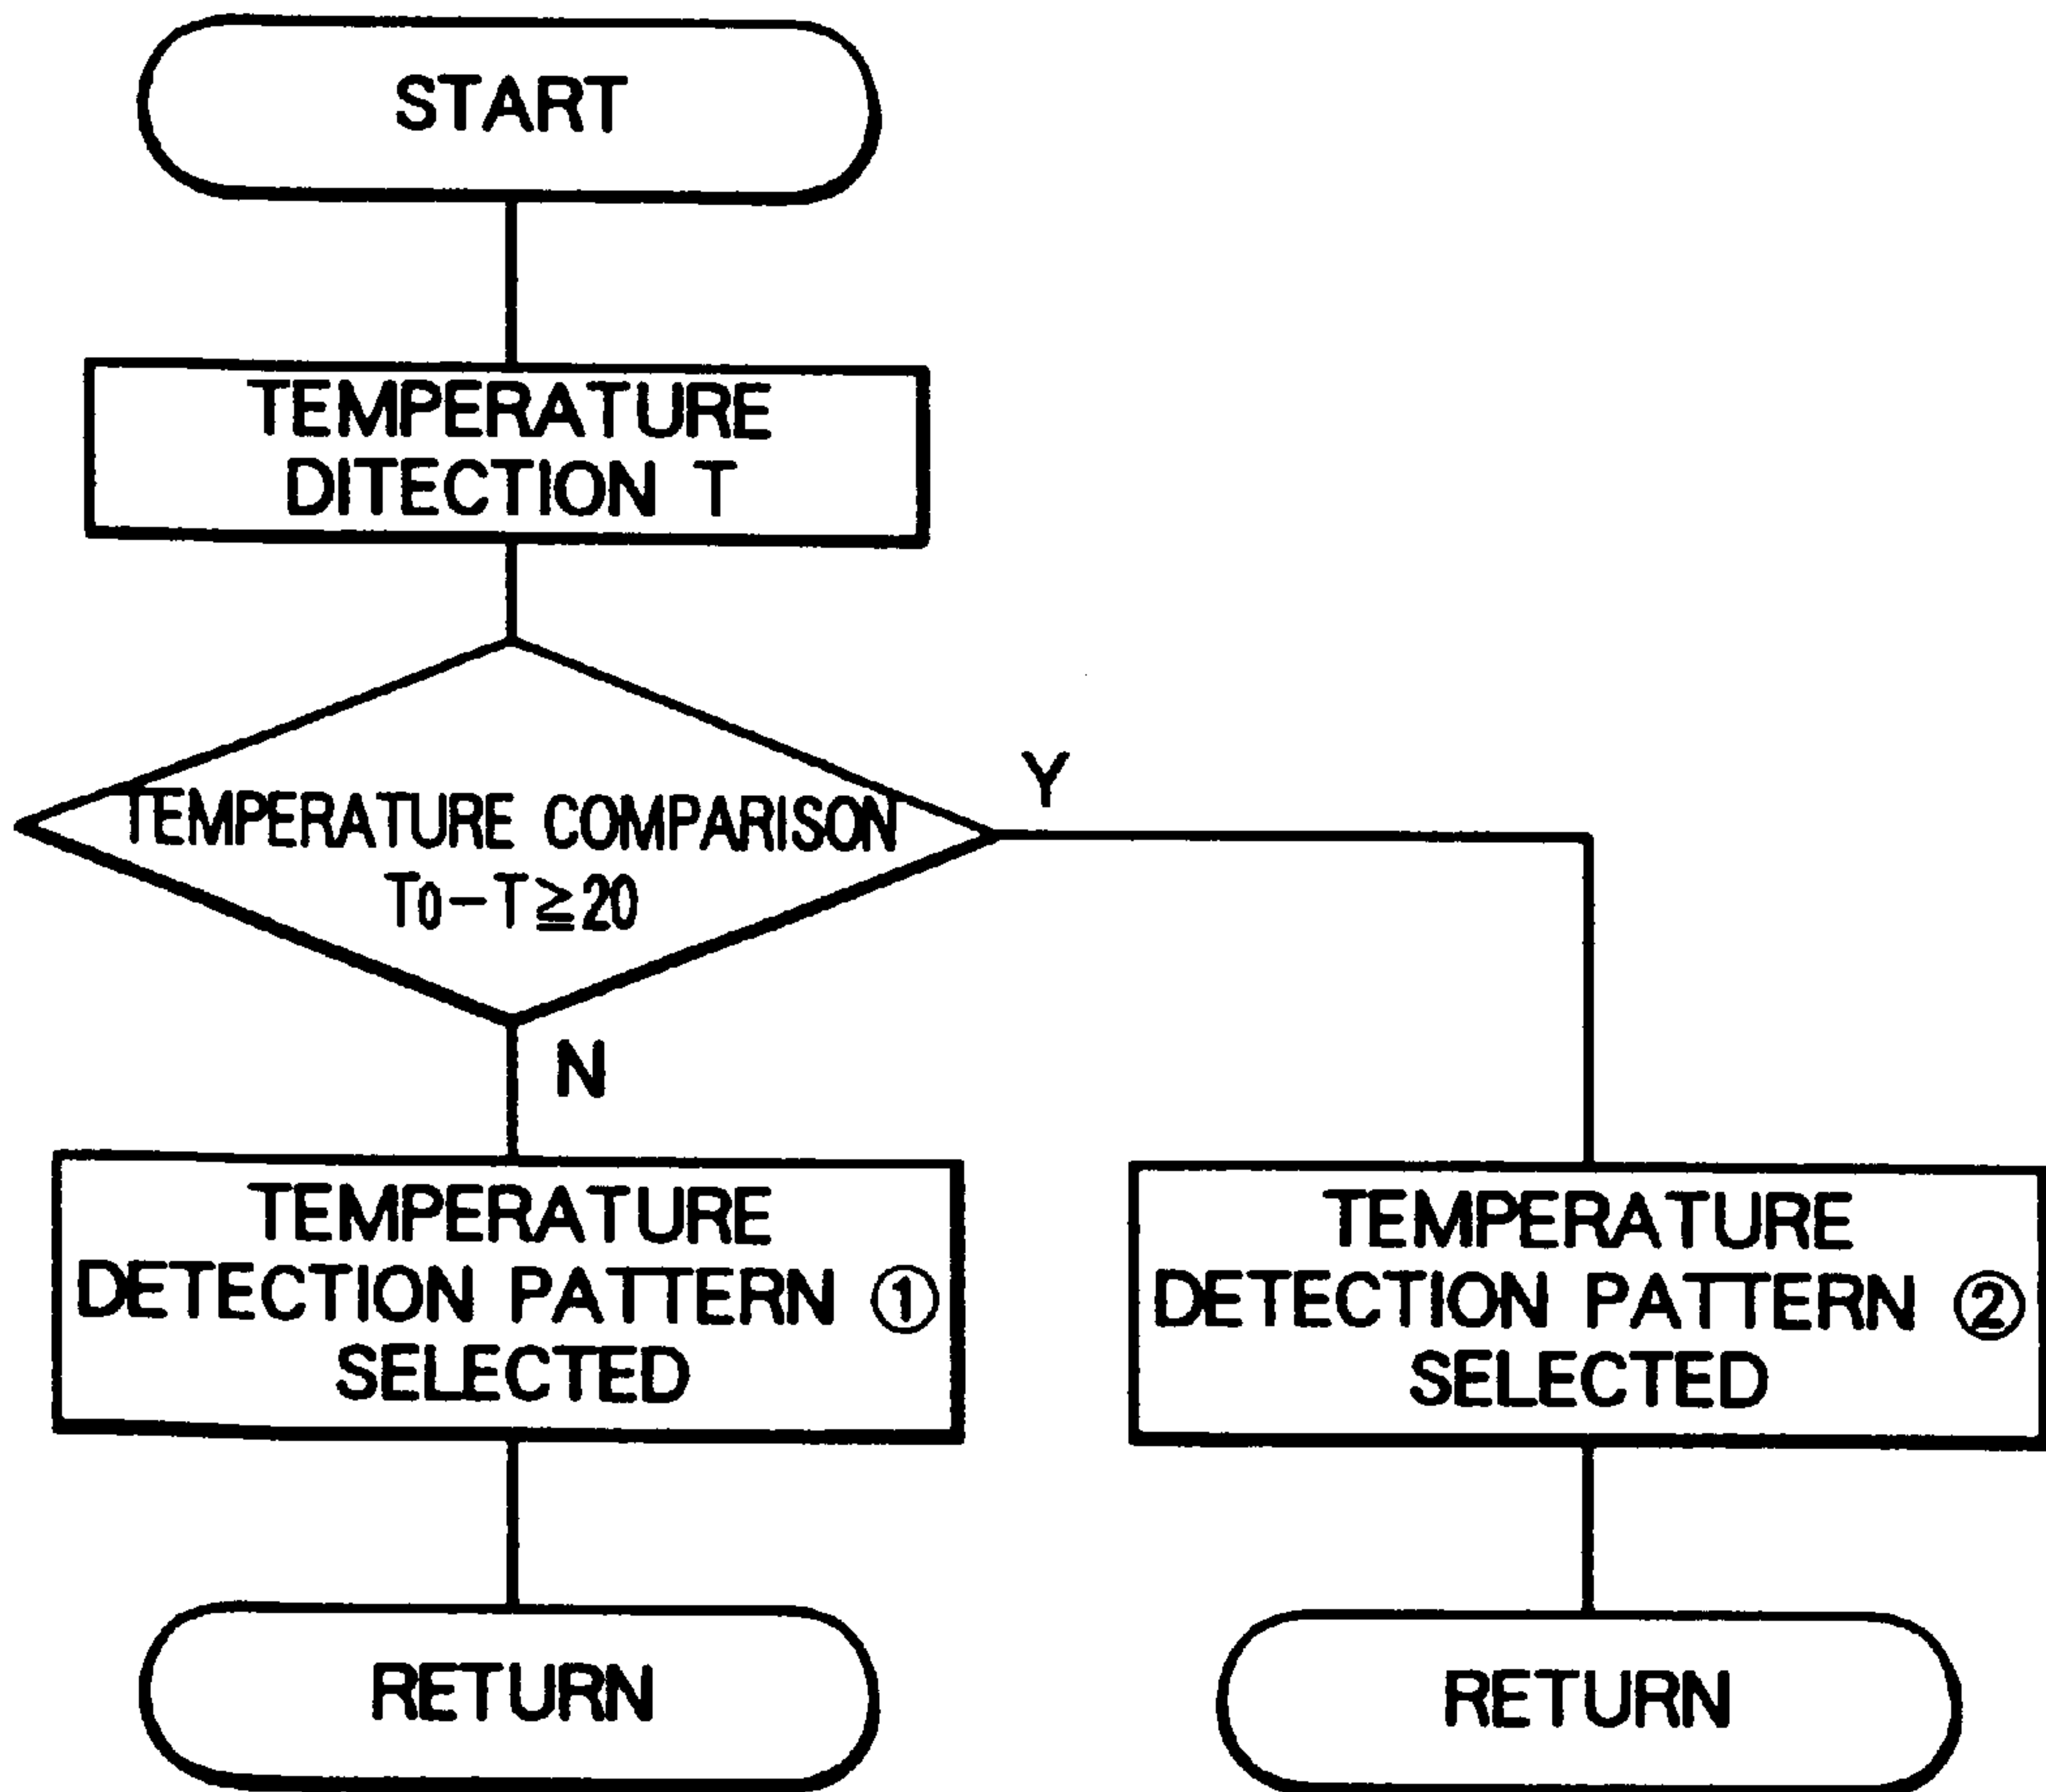 START
TEMPERATURE
DITECTION T
TEMPERATURE COMPARISON
T0-T≧20
Y
N
TEMPERATURE
DETECTION PATTERN ①
SELECTED
TEMPERATURE
DETECTION PATTERN ②
SELECTED
RETURN
RETURN